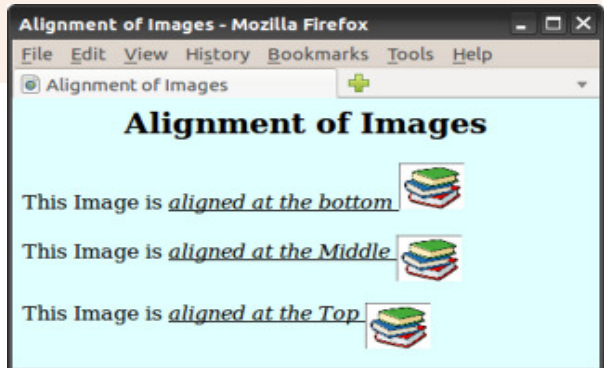 Alignment of Images - Mozilla Firefox
File Edit View History Bookmarks Tools Help
Alignment of Images
Alignment of Images
This Image is aligned at the bottom
This Image is aligned at the Middle
This Image is aligned at the Top